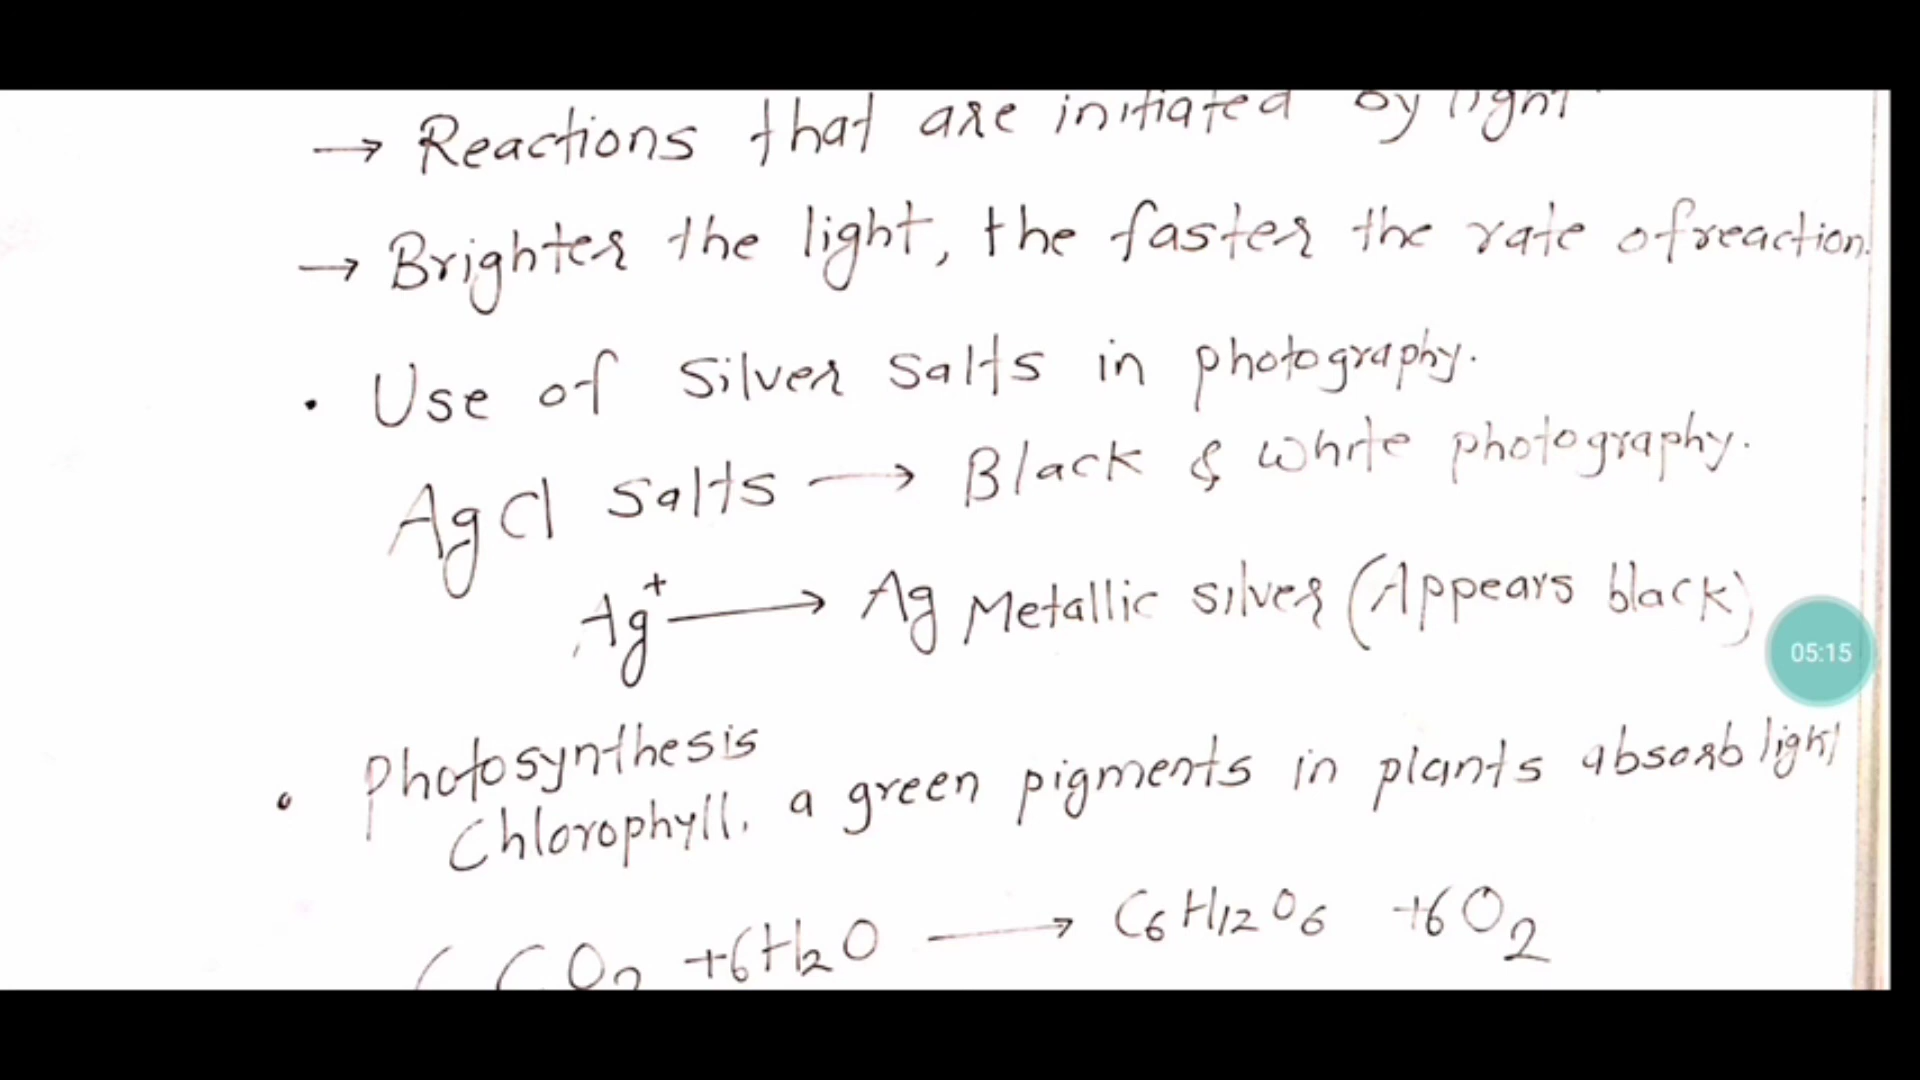 → Reactions that are initiated by light
→ Brighter the light, the faster the rate of reaction.
• Use of Silver Salts in photography.
AgCl Salts → Black & White photography.
Ag⁺ → Ag Metallic silver (Appears black)
05:15
• Photosynthesis
Chlorophyll, a green pigments in plants absorb light
6CO₂ +6H₂O → C₆H₁₂O₆ +6O₂